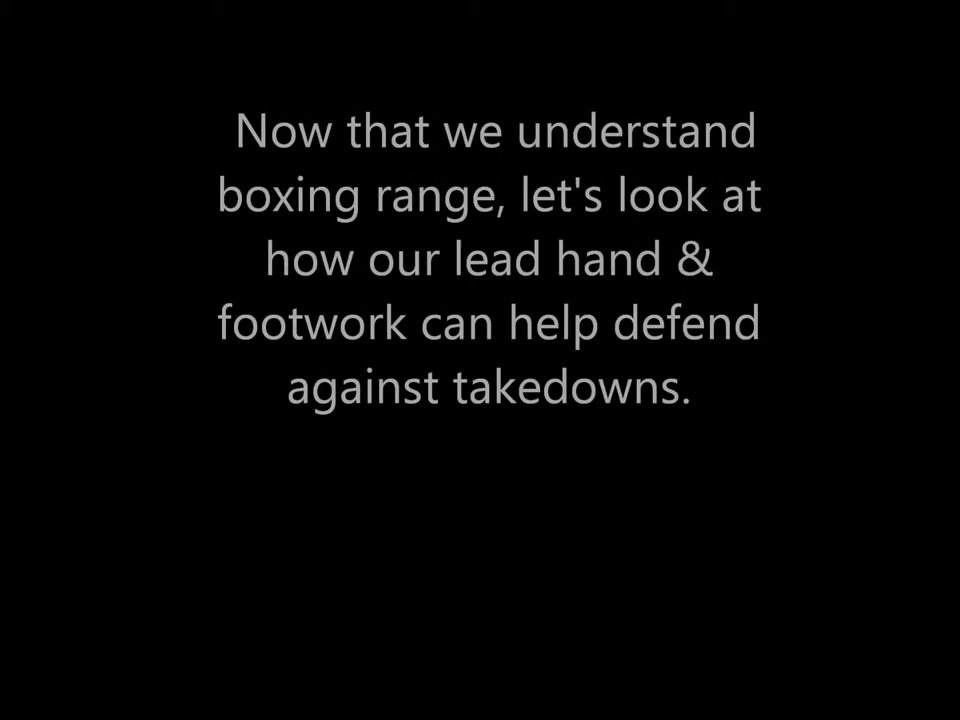 Now that we understand
boxing range, let's look at
how our lead hand &
footwork can help defend
against takedowns.